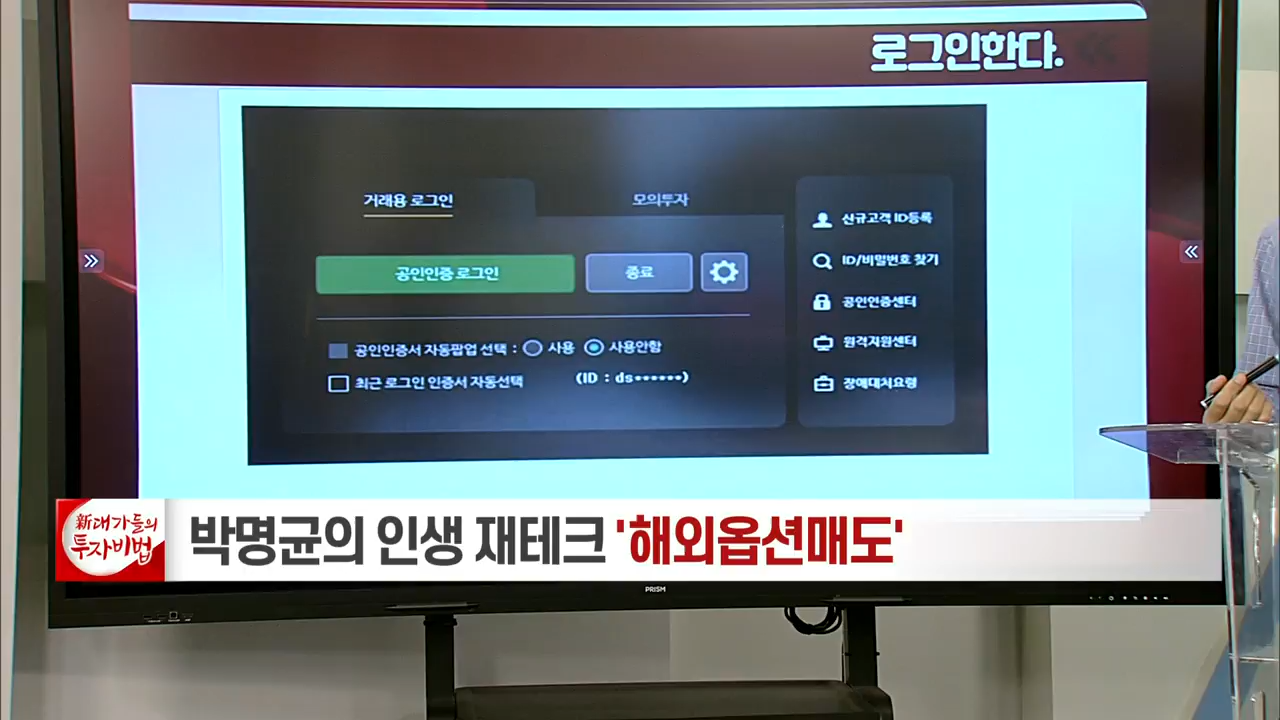 로그인한다.
거래용 로그인
모의투자
공인인증 로그인
종료
공인인증서 자동팝업 선택 : 사용 사용안함
최근 로그인 인증서 자동선택
(ID : ds••••••)
신규고객 ID등록
ID/비밀번호 찾기
공인인증센터
원격지원센터
장애대처요령
新대가들의
투자비법
박명균의 인생 재테크 '해외옵션매도'
PRISM